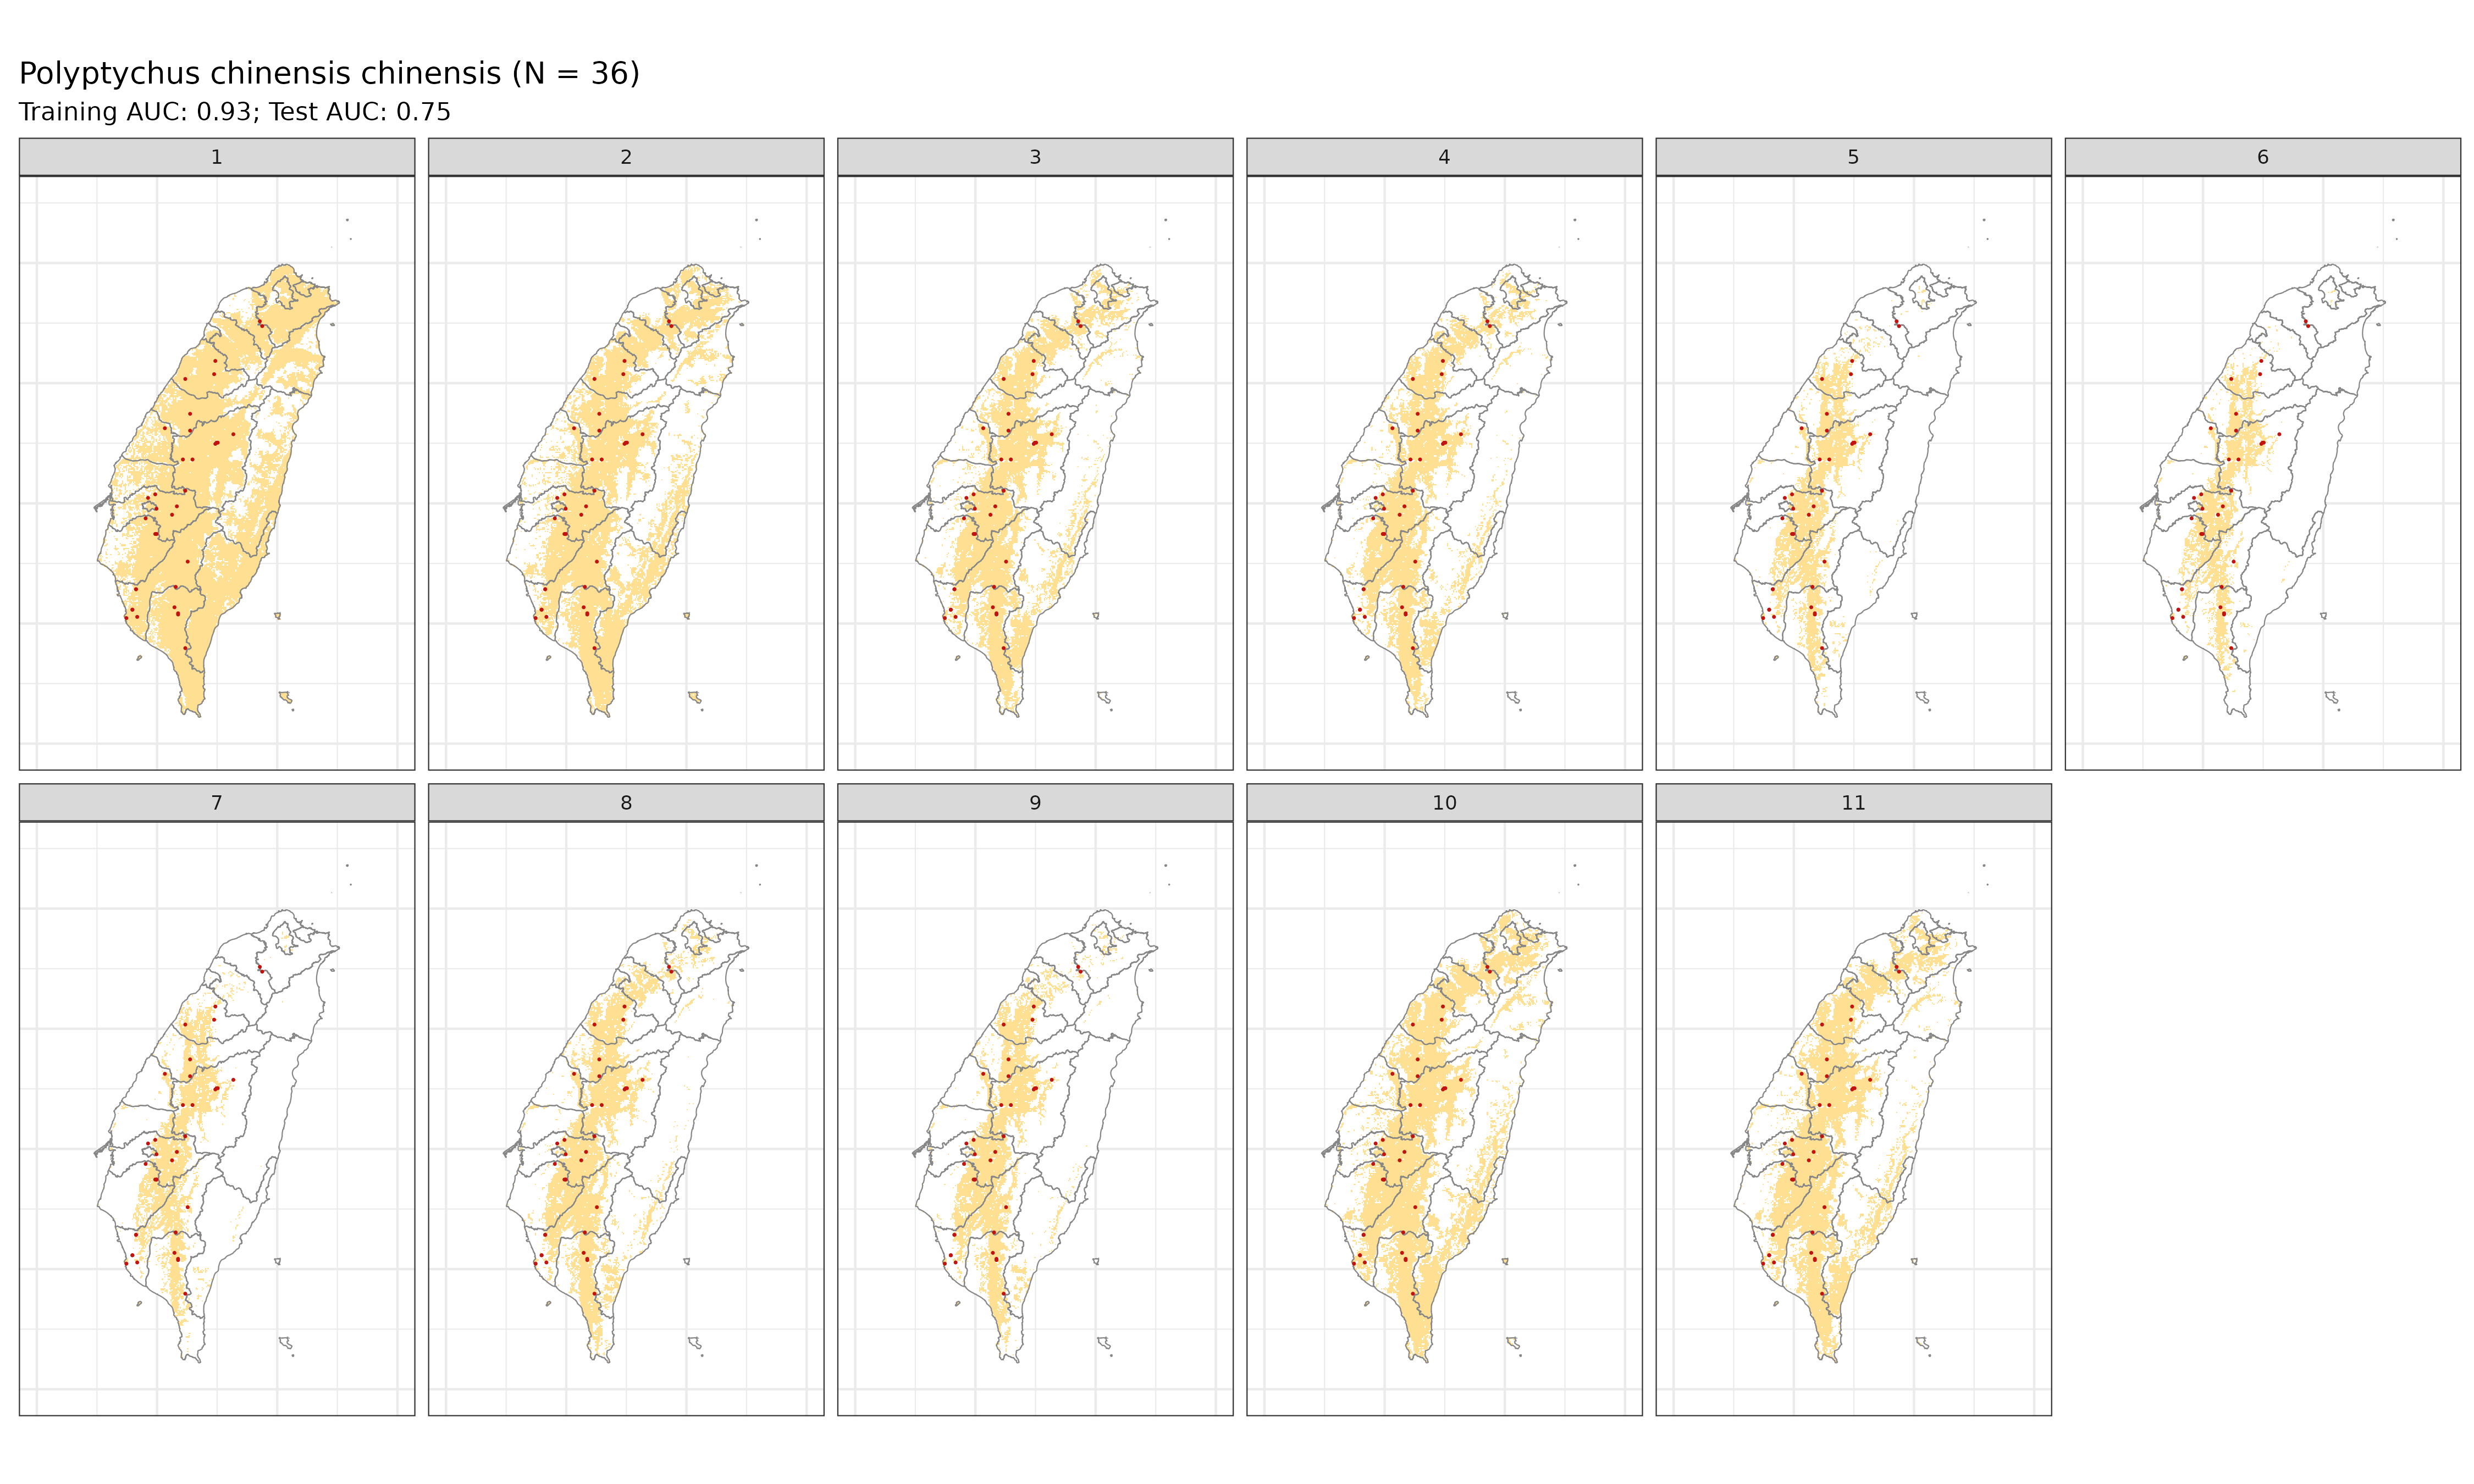 Polyptychus chinensis chinensis (N = 36)
Training AUC: 0.93; Test AUC: 0.75
1 2 3 4 5 6
7 8 9 10 11